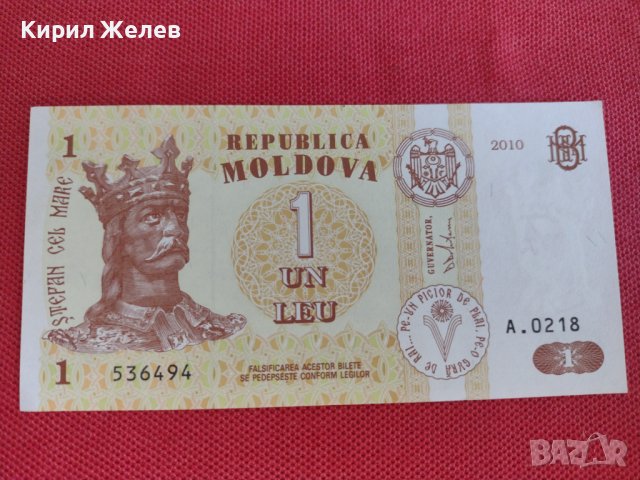 Кирил Желев
1
REPUBLICA
MOLDOVA
2010
ȘTEFAN CEL MARE
1
UN
LEU
GUVERNATOR,
PE-UN PICIOR DE PLAI, PE-O GURĂ DE RAI...
A.0218
1
536494
FALSIFICAREA ACESTOR BILETE
SE PEDEPSEȘTE CONFORM LEGILOR
1
BAZAR